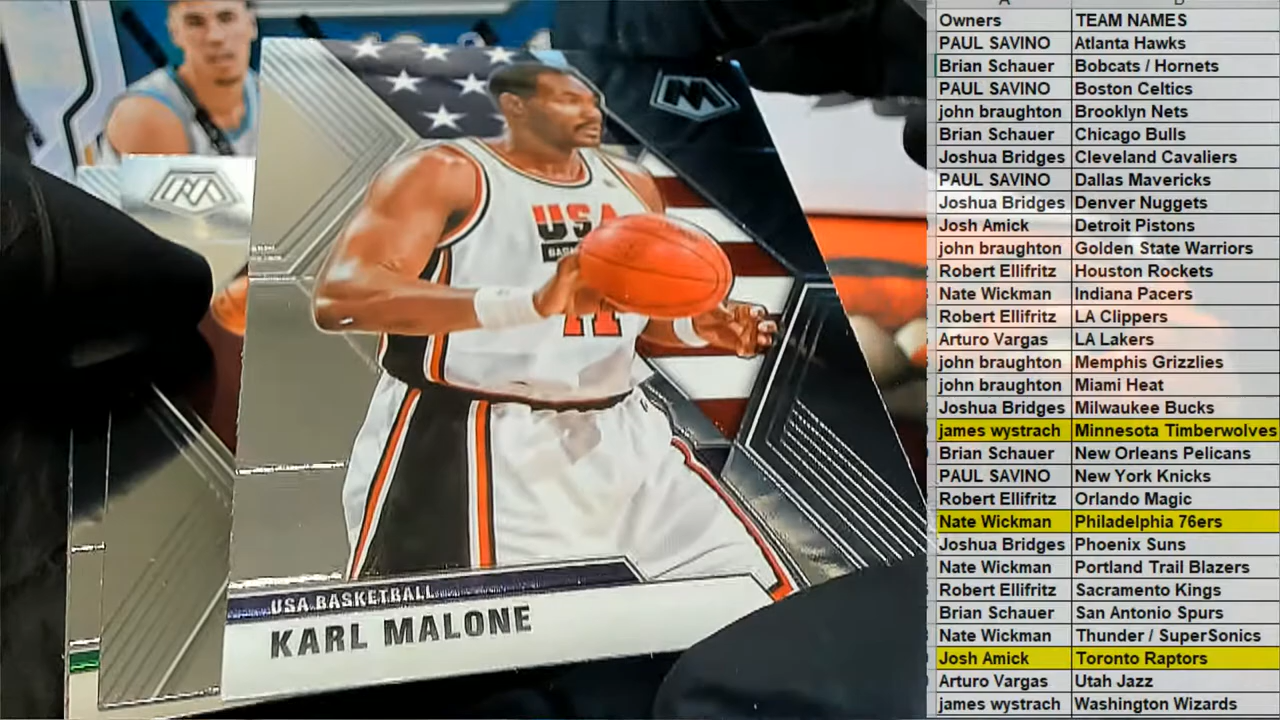 USA
11
USA BASKETBALL
KARL MALONE
Owners TEAM NAMES
PAUL SAVINO Atlanta Hawks
Brian Schauer Bobcats / Hornets
PAUL SAVINO Boston Celtics
john braughton Brooklyn Nets
Brian Schauer Chicago Bulls
Joshua Bridges Cleveland Cavaliers
PAUL SAVINO Dallas Mavericks
Joshua Bridges Denver Nuggets
Josh Amick Detroit Pistons
john braughton Golden State Warriors
Robert Ellifritz Houston Rockets
Nate Wickman Indiana Pacers
Robert Ellifritz LA Clippers
Arturo Vargas LA Lakers
john braughton Memphis Grizzlies
john braughton Miami Heat
Joshua Bridges Milwaukee Bucks
james wystrach Minnesota Timberwolves
Brian Schauer New Orleans Pelicans
PAUL SAVINO New York Knicks
Robert Ellifritz Orlando Magic
Nate Wickman Philadelphia 76ers
Joshua Bridges Phoenix Suns
Nate Wickman Portland Trail Blazers
Robert Ellifritz Sacramento Kings
Brian Schauer San Antonio Spurs
Nate Wickman Thunder / SuperSonics
Josh Amick Toronto Raptors
Arturo Vargas Utah Jazz
james wystrach Washington Wizards